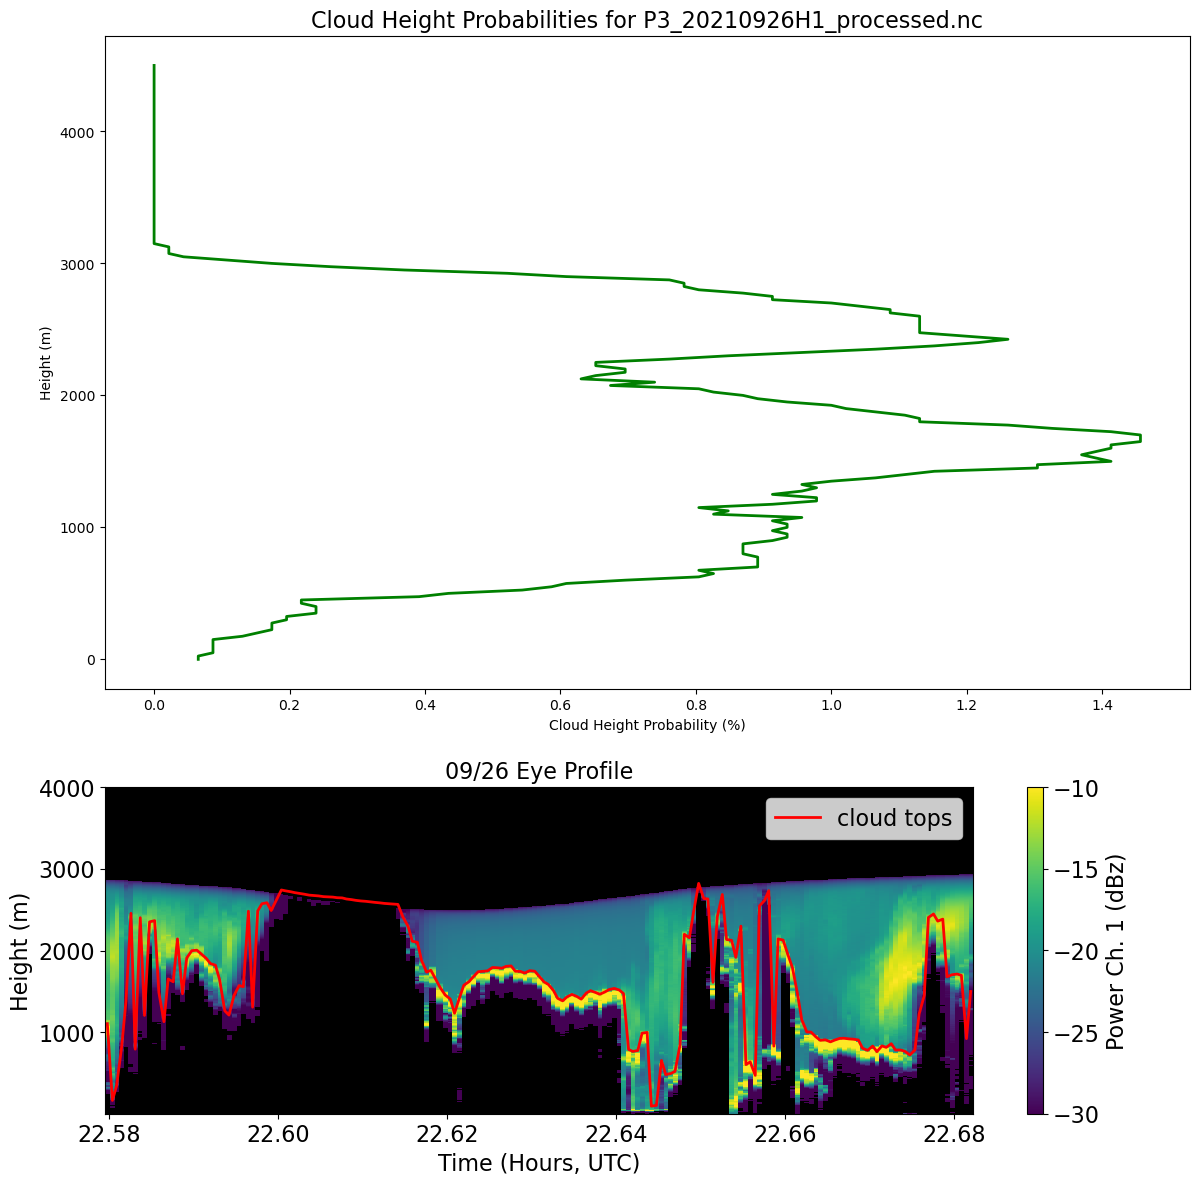 Cloud Height Probabilities for P3_20210926H1_processed.nc
4000
3000
2000
1000
0
Height (m)
0.0 0.2 0.4 0.6 0.8 1.0 1.2 1.4
Cloud Height Probability (%)
09/26 Eye Profile
4000
3000
2000
1000
Height (m)
cloud tops
22.58 22.60 22.62 22.64 22.66 22.68
Time (Hours, UTC)
−10
−15
−20
−25
−30
Power Ch. 1 (dBz)